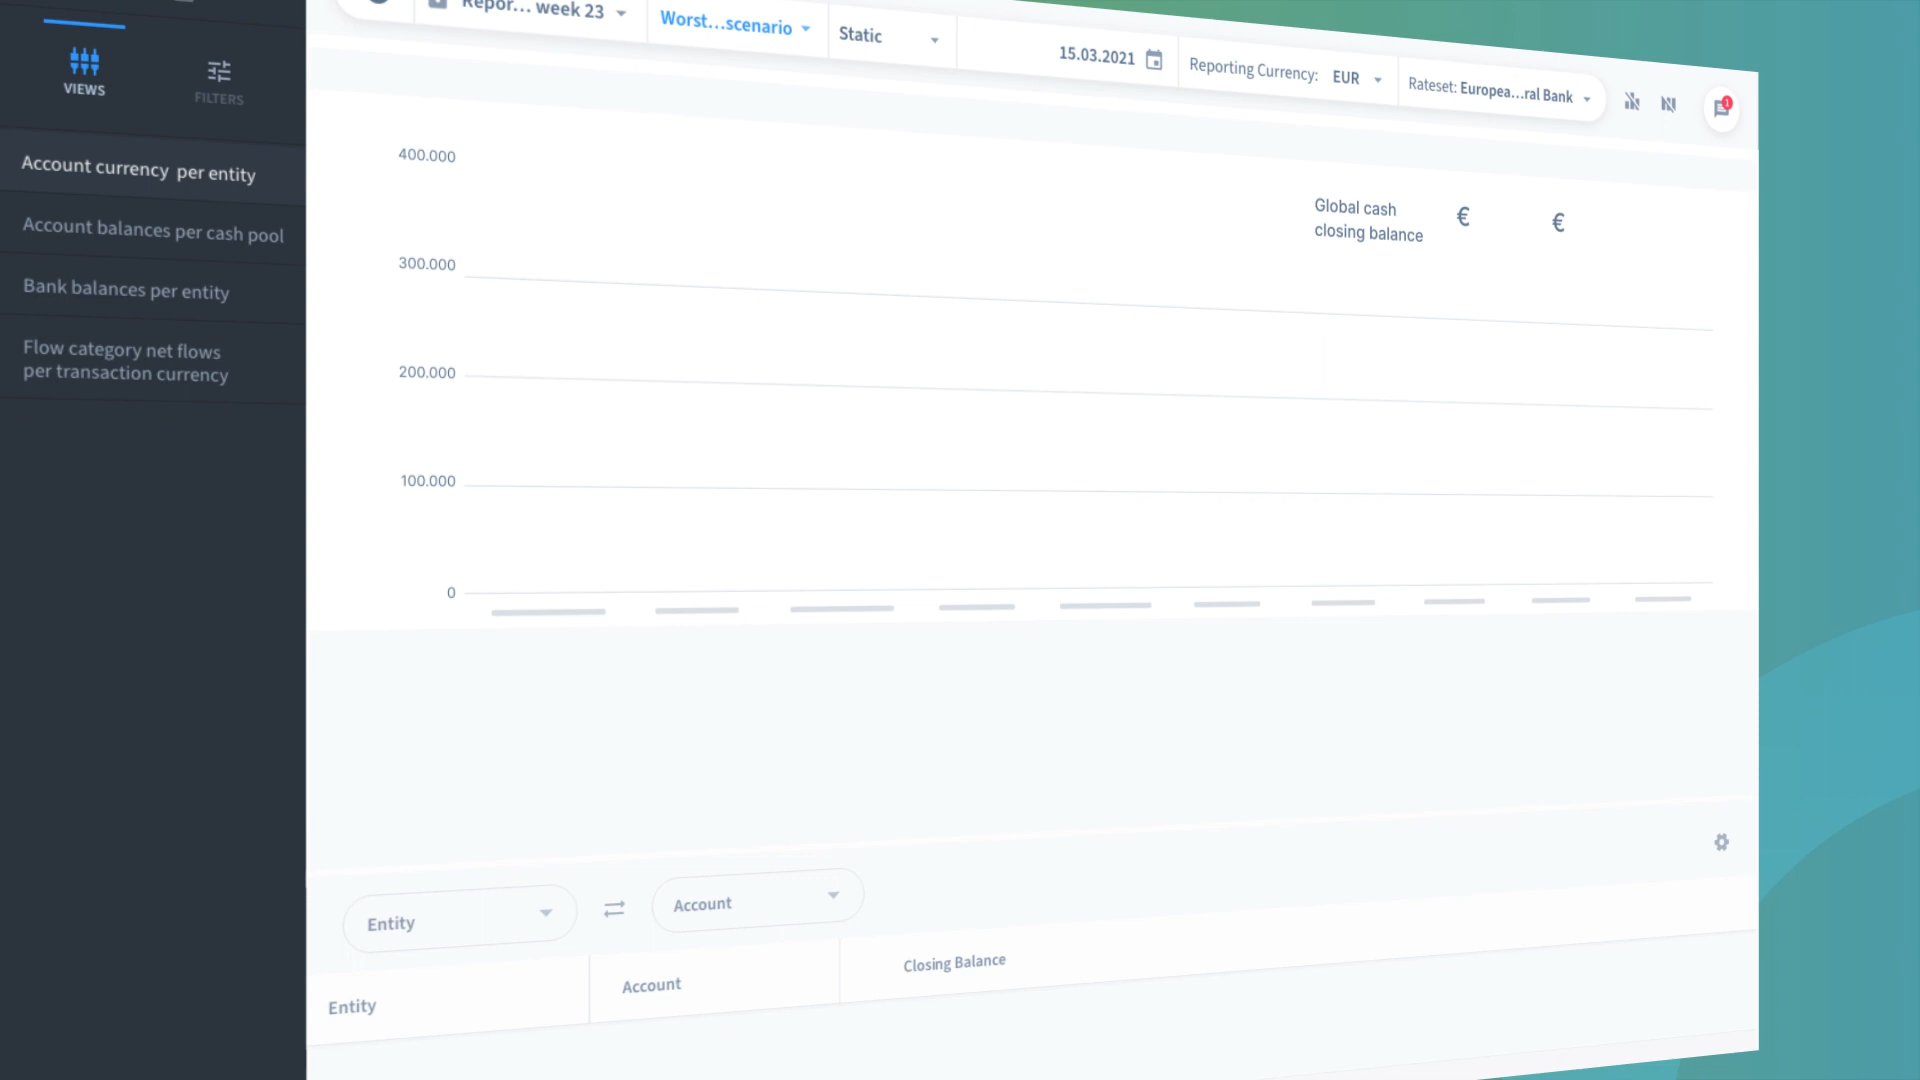 VIEWS
FILTERS
Account currency per entity
Account balances per cash pool
Bank balances per entity
Flow category net flows
per transaction currency
Repor... week 23
Worst...scenario
Static
15.03.2021
Reporting Currency: EUR
Rateset: Europea...ral Bank
1
400.000
300.000
200.000
100.000
0
Global cash
closing balance
€
€
Entity
Account
Entity
Account
Closing Balance